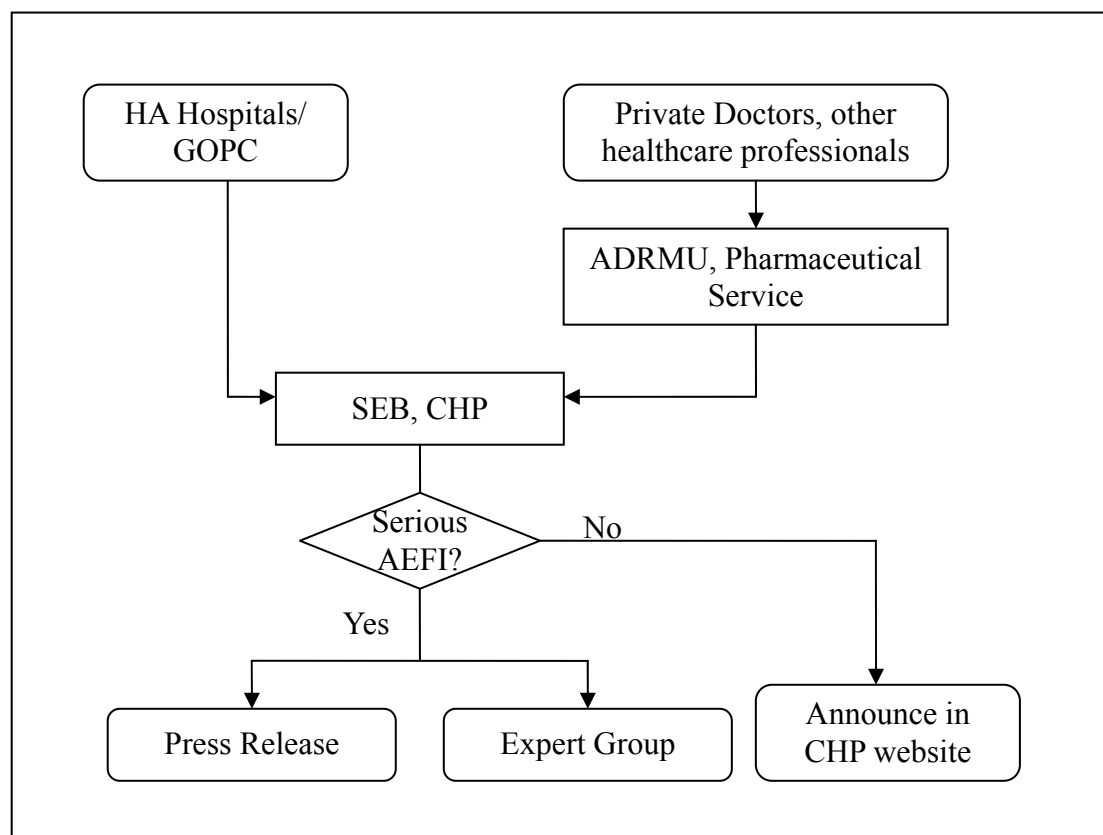 HA Hospitals/
GOPC
Private Doctors, other
healthcare professionals
ADRMU, Pharmaceutical
Service
SEB, CHP
Serious
AEFI?
No
Yes
Press Release
Expert Group
Announce in
CHP website